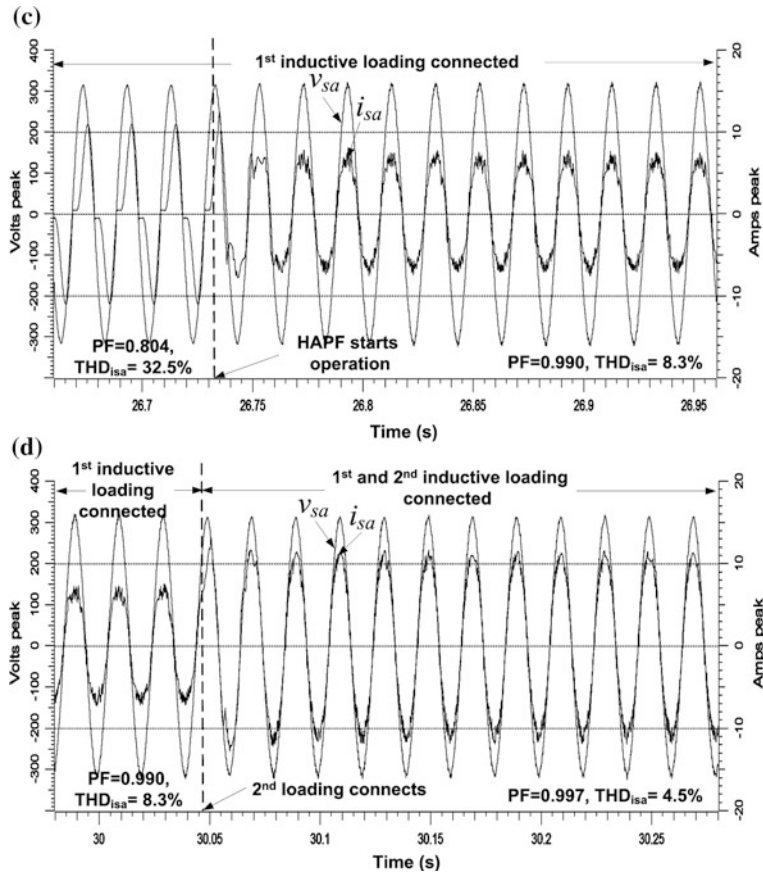 (c)
1st inductive loading connected
vsa
isa
Volts peak
400
300
200
100
0
-100
-200
-300
Amps peak
20
10
0
-10
-20
PF=0.804,
THDisa= 32.5%
HAPF starts
operation
PF=0.990, THDisa= 8.3%
26.7
26.75
26.8
26.85
26.9
26.95
Time (s)
(d)
1st inductive
loading
connected
1st and 2nd inductive loading
connected
vsa
isa
Volts peak
400
300
200
100
0
-100
-200
-300
Amps peak
20
10
0
-10
-20
PF=0.990,
THDisa= 8.3%
2nd loading connects
PF=0.997, THDisa= 4.5%
30
30.05
30.1
30.15
30.2
30.25
Time (s)